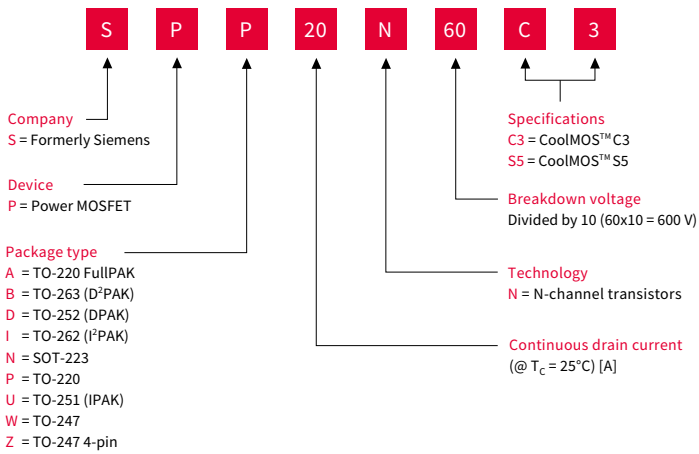 S P P 20 N 60 C 3
Company
S = Formerly Siemens
Device
P = Power MOSFET
Package type
A = TO-220 FullPAK
B = TO-263 (D²PAK)
D = TO-252 (DPAK)
I = TO-262 (I²PAK)
N = SOT-223
P = TO-220
U = TO-251 (IPAK)
W = TO-247
Z = TO-247 4-pin
Specifications
C3 = CoolMOS™ C3
S5 = CoolMOS™ S5
Breakdown voltage
Divided by 10 (60x10 = 600 V)
Technology
N = N-channel transistors
Continuous drain current
(@ T_C = 25°C) [A]